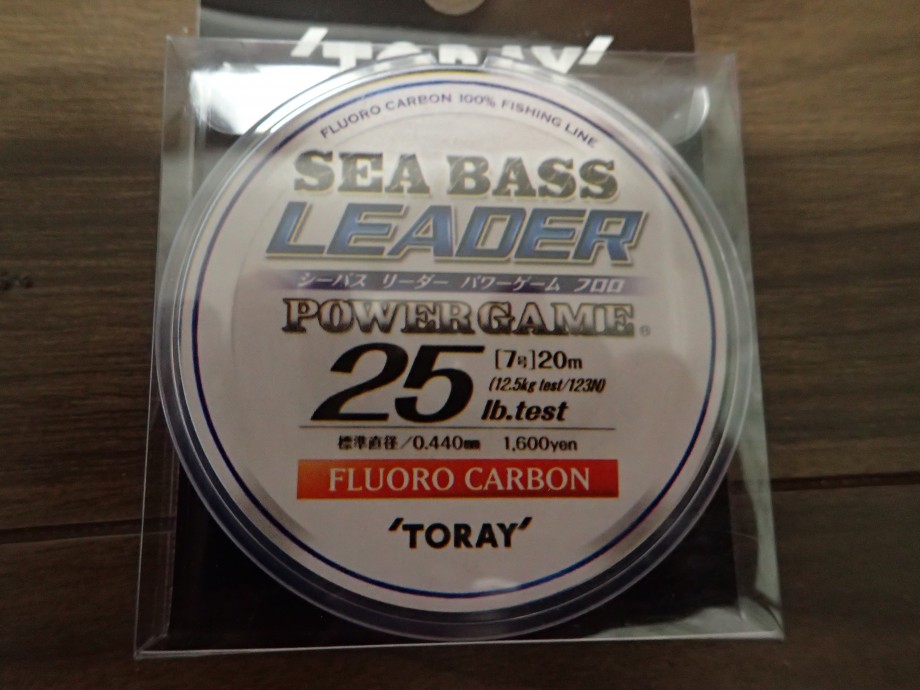 'TORAY'
FLUORO CARBON 100% FISHING LINE
SEA BASS
LEADER
シーバス リーダー パワーゲーム フロロ
POWER GAME®
25 [7号]20m
(12.5kg test/123N)
lb.test
標準直径/0.440mm 1,600yen
FLUORO CARBON
'TORAY'